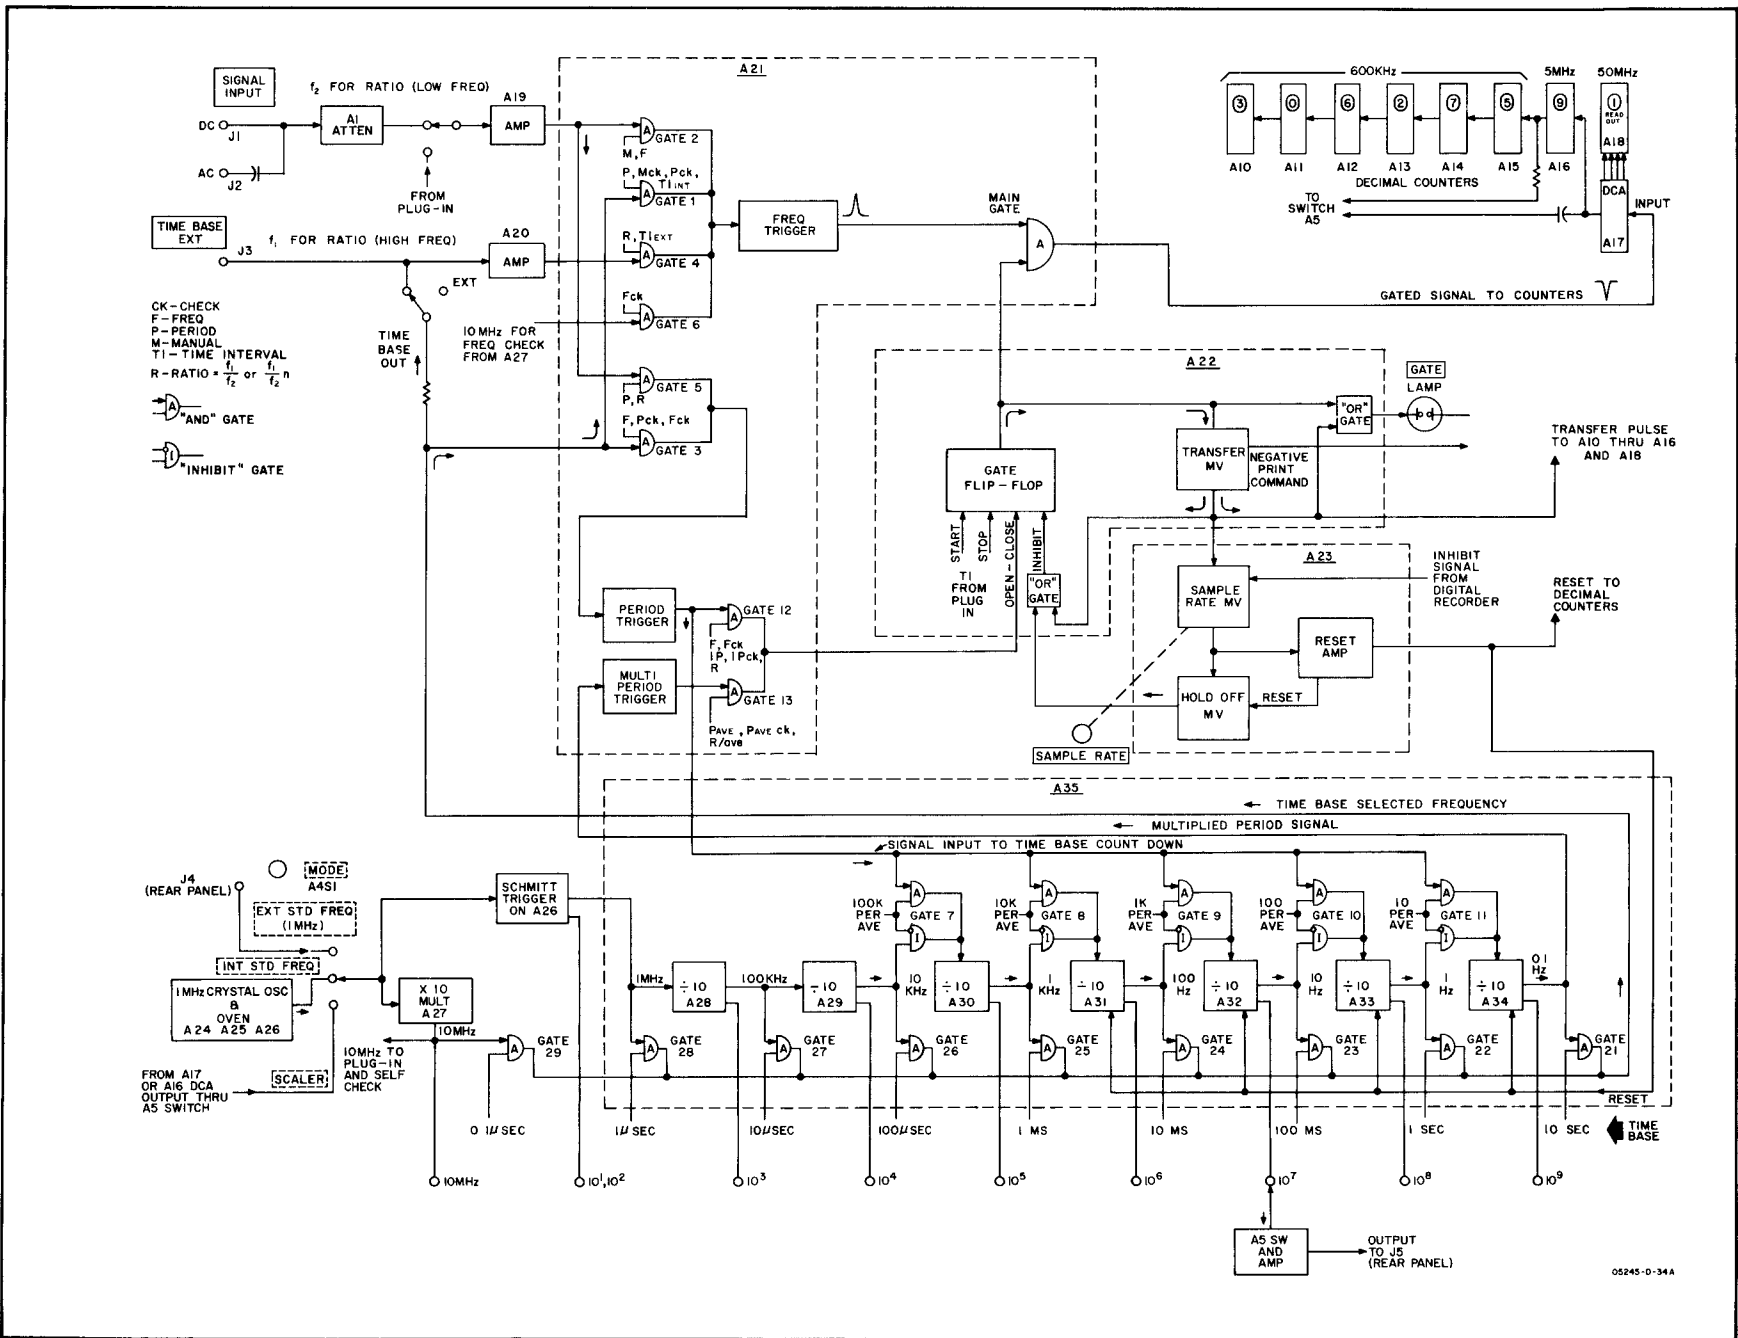 SIGNAL
INPUT
f₂ FOR RATIO (LOW FREQ)
DC
J1
AC
J2
A1
ATTEN
FROM
PLUG-IN
A19
AMP
TIME BASE
EXT
J3
f₁ FOR RATIO (HIGH FREQ)
A20
AMP
EXT
TIME
BASE
OUT
CK-CHECK
F-FREQ
P-PERIOD
M-MANUAL
TI-TIME INTERVAL
R-RATIO = f₁/f₂ or f₁/f₂ n
A
"AND" GATE
I
"INHIBIT" GATE
A21
A
GATE 2
M,F
P, Mck, Pck,
TI INT
A
GATE 1
R, TI EXT
A
GATE 4
Fck
A
GATE 6
10MHz FOR
FREQ CHECK
FROM A27
A
GATE 5
P,R
F, Pck, Fck
A
GATE 3
FREQ
TRIGGER
MAIN
GATE
A
PERIOD
TRIGGER
GATE 12
A
F, Fck
1P, 1Pck,
R
MULTI
PERIOD
TRIGGER
A
GATE 13
PAVE, PAVE ck,
R/ave
600KHz
5MHz
50MHz
3
0
6
2
7
5
9
1
READ
OUT
A18
A10
A11
A12
A13
A14
A15
A16
DECIMAL COUNTERS
TO
SWITCH
A5
DCA
A17
INPUT
GATED SIGNAL TO COUNTERS
A22
GATE
FLIP-FLOP
START
STOP
OPEN-CLOSE
INHIBIT
TI
FROM
PLUG
IN
"OR"
GATE
TRANSFER
MV
NEGATIVE
PRINT
COMMAND
"OR"
GATE
GATE
LAMP
TRANSFER PULSE
TO A10 THRU A16
AND A18
A23
SAMPLE
RATE MV
INHIBIT
SIGNAL
FROM
DIGITAL
RECORDER
RESET
AMP
RESET TO
DECIMAL
COUNTERS
HOLD OFF
MV
RESET
SAMPLE RATE
A35
TIME BASE SELECTED FREQUENCY
MULTIPLIED PERIOD SIGNAL
SIGNAL INPUT TO TIME BASE COUNT DOWN
J4
(REAR PANEL)
MODE
A4S1
EXT STD FREQ
(1MHz)
INT STD FREQ
1MHz CRYSTAL OSC
&
OVEN
A24 A25 A26
SCHMITT
TRIGGER
ON A26
X 10
MULT
A27
10MHz
10MHz TO
PLUG-IN
AND SELF
CHECK
FROM A17
OR A16 DCA
OUTPUT THRU
A5 SWITCH
SCALER
100K
PER
AVE
A
GATE 7
I
10K
PER
AVE
A
GATE 8
I
1K
PER
AVE
A
GATE 9
I
100
PER
AVE
A
GATE 10
I
10
PER
AVE
A
GATE 11
I
1MHz
÷ 10
A28
100KHz
÷ 10
A29
10
KHz
÷ 10
A30
1
KHz
÷ 10
A31
100
Hz
÷ 10
A32
10
Hz
÷ 10
A33
1
Hz
÷ 10
A34
0.1
Hz
A
GATE
29
A
GATE
28
A
GATE
27
A
GATE
26
A
GATE
25
A
GATE
24
A
GATE
23
A
GATE
22
A
GATE
21
RESET
0.1μSEC
1μSEC
10μSEC
100μSEC
1 MS
10 MS
100 MS
1 SEC
10 SEC
TIME
BASE
10MHz
10¹,10²
10³
10⁴
10⁵
10⁶
10⁷
10⁸
10⁹
A5 SW
AND
AMP
OUTPUT
TO J5
(REAR PANEL)
05245-D-34A